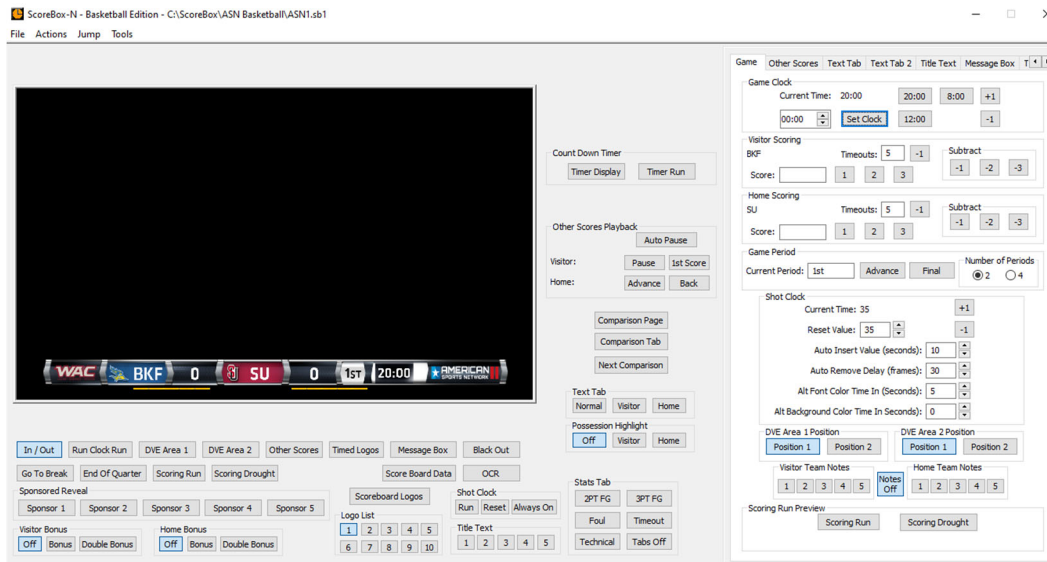 ScoreBox-N - Basketball Edition - C:\ScoreBox\ASN Basketball\ASN1.sb1
File Actions Jump Tools
WAC BKF 0 SU 0 1ST 20:00 AMERICAN SPORTS NETWORK
In / Out Run Clock Run DVE Area 1 DVE Area 2 Other Scores Timed Logos Message Box Black Out
Go To Break End Of Quarter Scoring Run Scoring Drought Score Board Data OCR
Sponsored Reveal
Sponsor 1 Sponsor 2 Sponsor 3 Sponsor 4 Sponsor 5
Visitor Bonus
Off Bonus Double Bonus
Home Bonus
Off Bonus Double Bonus
Scoreboard Logos
Logo List
1 2 3 4 5
6 7 8 9 10
Shot Clock
Run Reset Always On
Title Text
1 2 3 4 5
Count Down Timer
Timer Display Timer Run
Other Scores Playback
Auto Pause
Visitor: Pause 1st Score
Home: Advance Back
Comparison Page
Comparison Tab
Next Comparison
Text Tab
Normal Visitor Home
Possession Highlight
Off Visitor Home
Stats Tab
2PT FG 3PT FG
Foul Timeout
Technical Tabs Off
Game Other Scores Text Tab Text Tab 2 Title Text Message Box T
Game Clock
Current Time: 20:00 20:00 8:00 +1
00:00 Set Clock 12:00 -1
Visitor Scoring
BKF Timeouts: 5 -1
Score: 1 2 3
Subtract
-1 -2 -3
Home Scoring
SU Timeouts: 5 -1
Score: 1 2 3
Subtract
-1 -2 -3
Game Period
Current Period: 1st Advance Final
Number of Periods
2 4
Shot Clock
Current Time: 35 +1
Reset Value: 35 -1
Auto Insert Value (seconds): 10
Auto Remove Delay (frames): 30
Alt Font Color Time In (Seconds): 5
Alt Background Color Time In (Seconds): 0
DVE Area 1 Position
Position 1 Position 2
DVE Area 2 Position
Position 1 Position 2
Visitor Team Notes
1 2 3 4 5
Notes Off
Home Team Notes
1 2 3 4 5
Scoring Run Preview
Scoring Run Scoring Drought